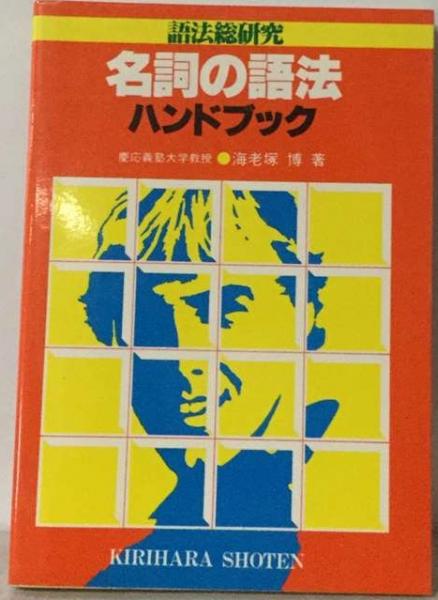 語法総研究
名詞の語法
ハンドブック
慶応義塾大学教授 ● 海老塚 博 著
KIRIHARA SHOTEN